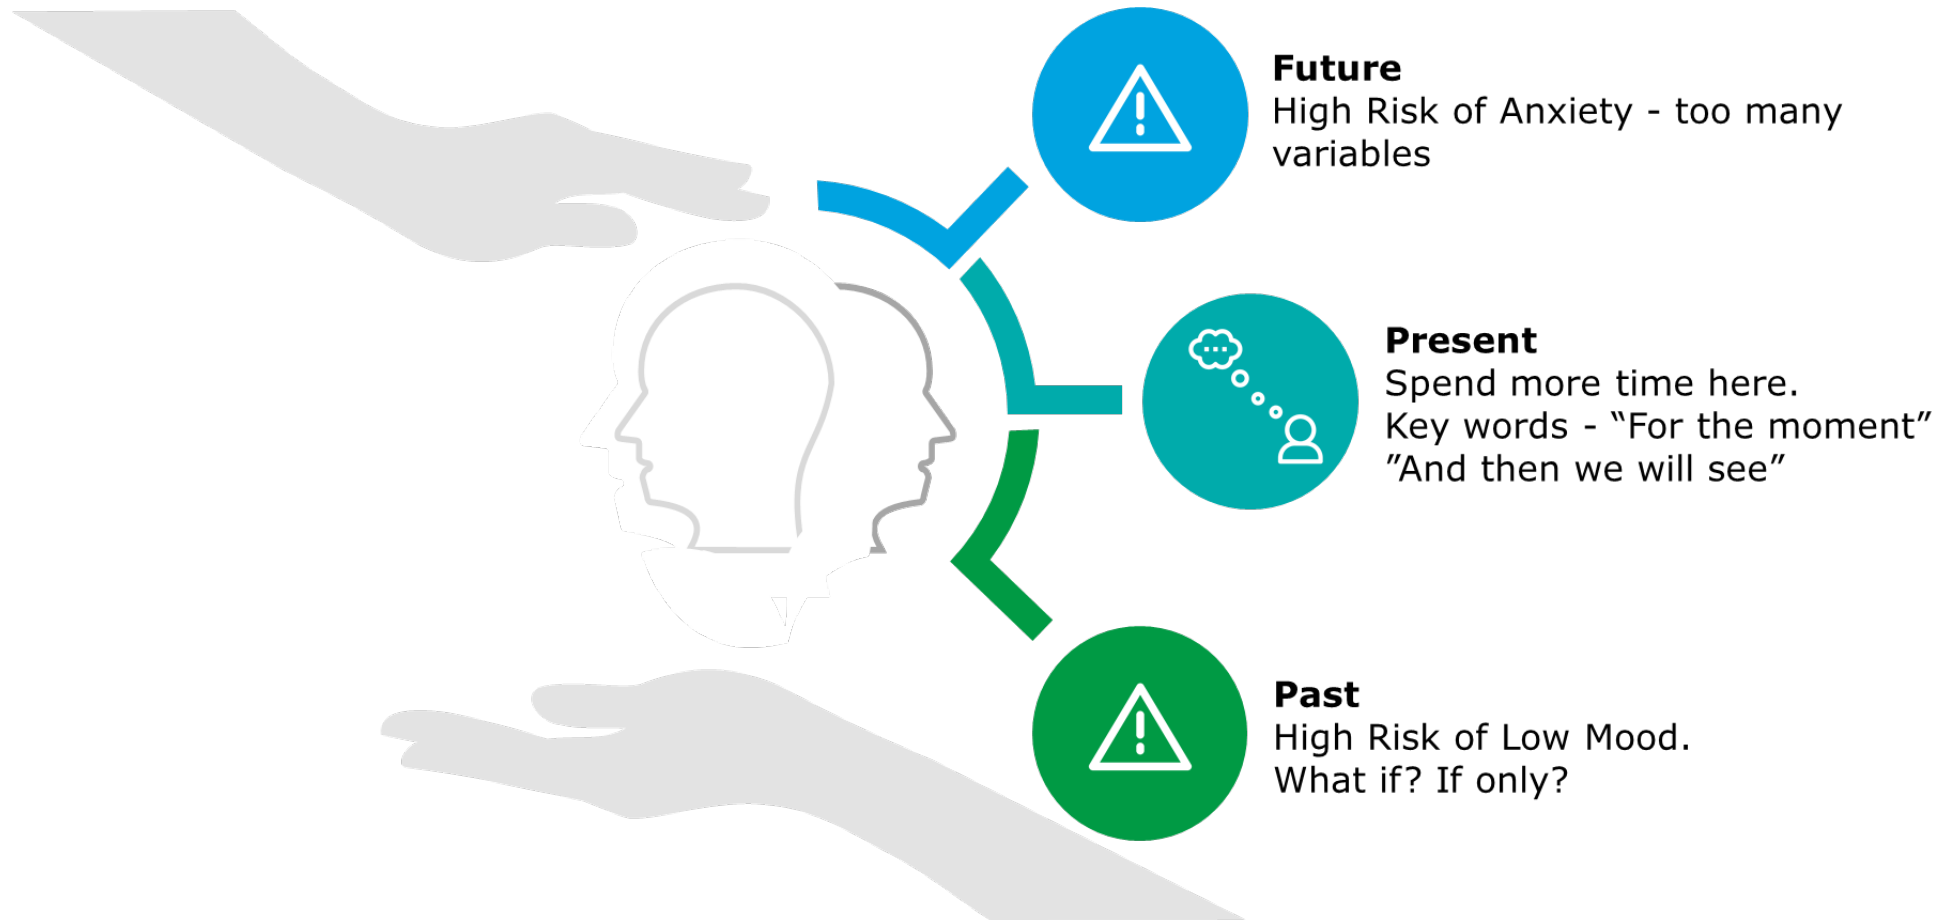 Future
High Risk of Anxiety - too many
variables
Present
Spend more time here.
Key words - “For the moment”
”And then we will see”
Past
High Risk of Low Mood.
What if? If only?